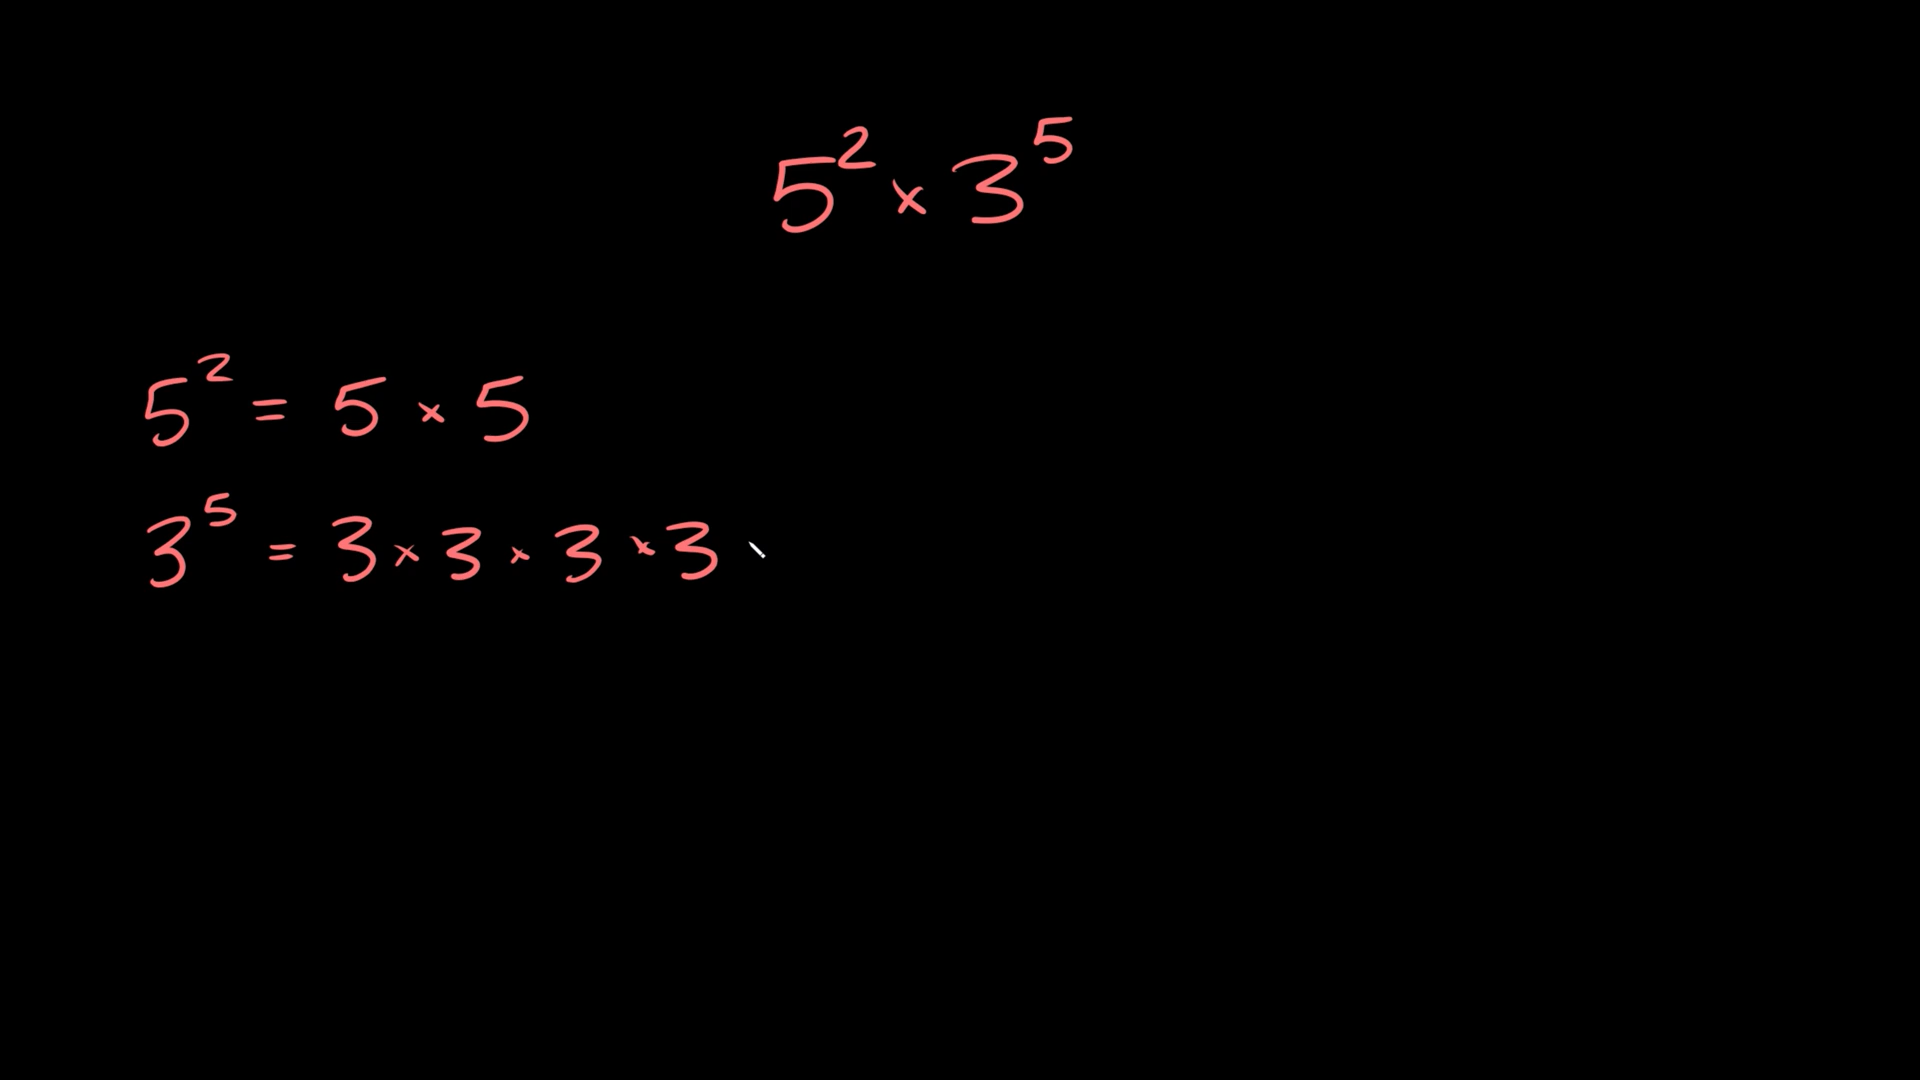 5² × 3⁵
5² = 5 × 5
3⁵ = 3 × 3 × 3 × 3